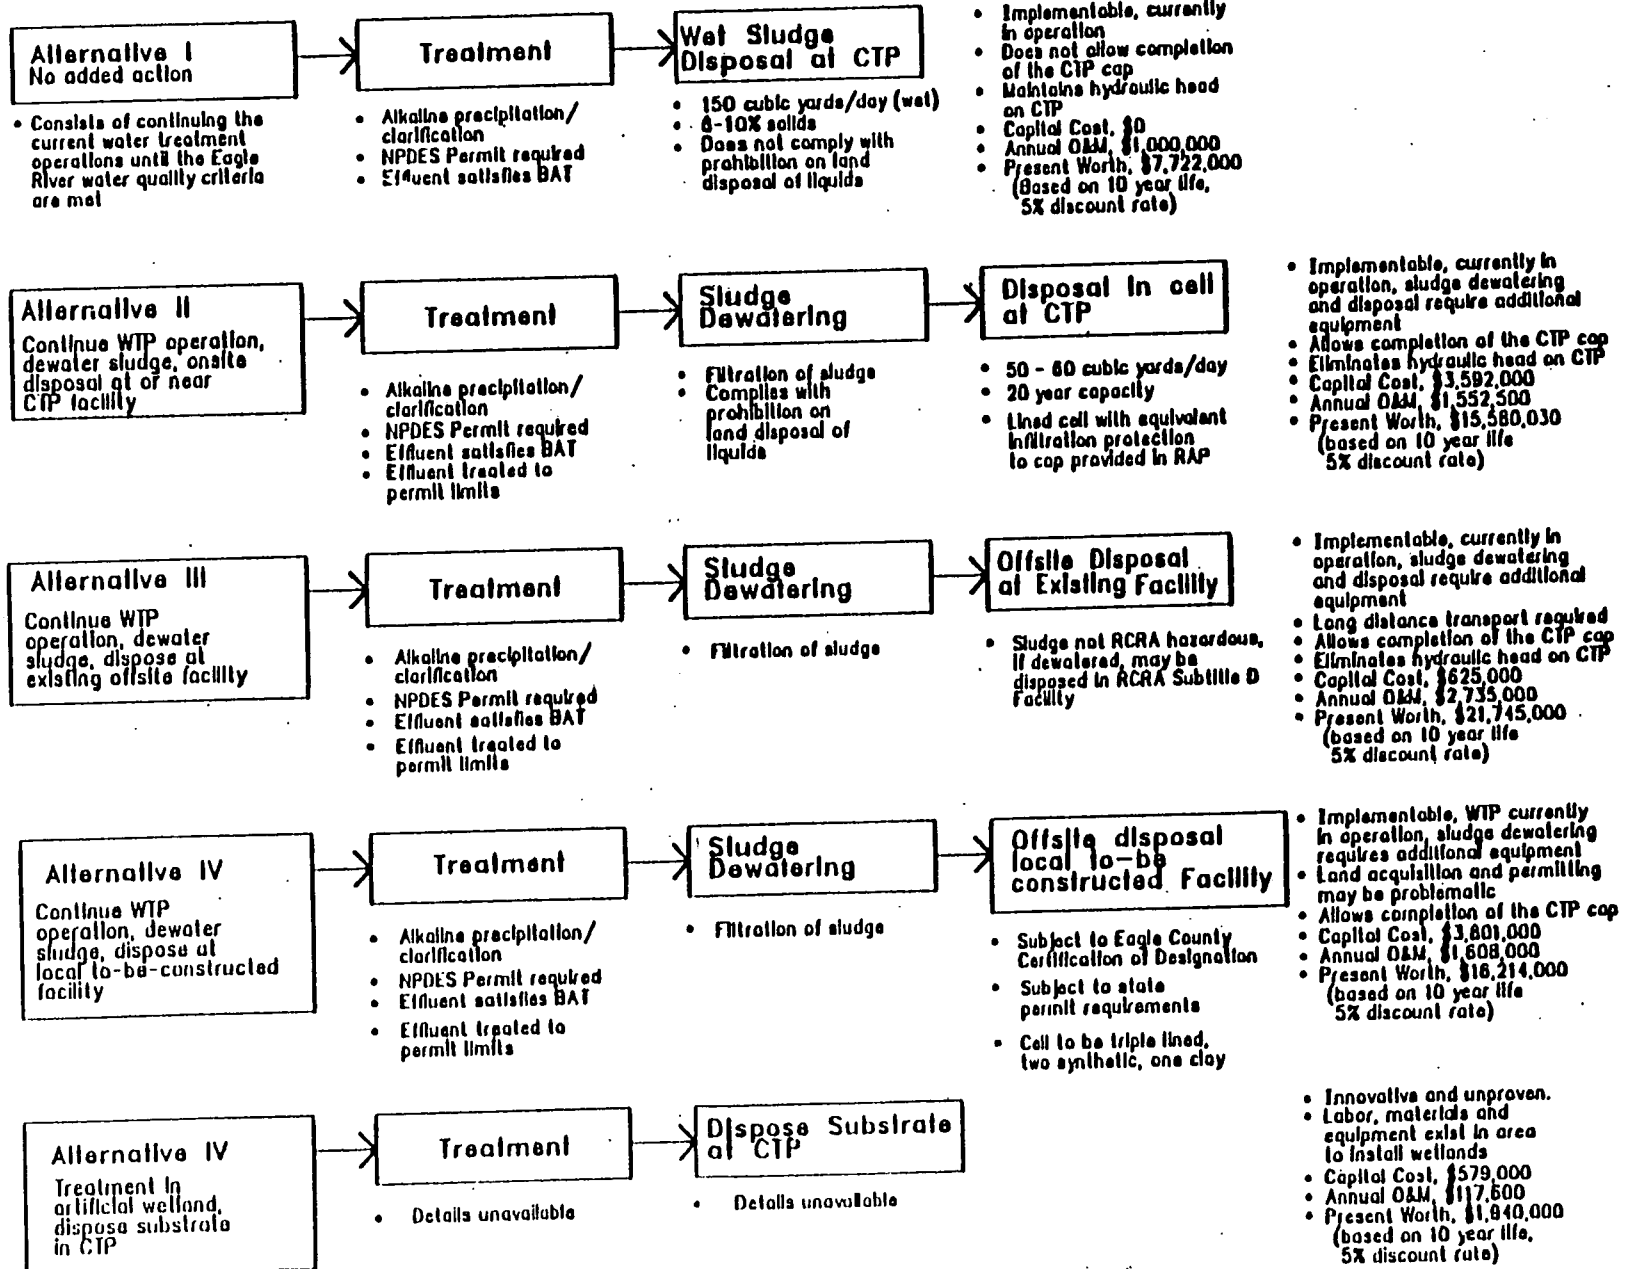 Alternative I
No added action
• Consists of continuing the
current water treatment
operations until the Eagle
River water quality criteria
are met
Treatment
• Alkaline precipitation/
clarification
• NPDES Permit required
• Effluent satisfies BAT
Wet Sludge
Disposal at CTP
• 150 cubic yards/day (wet)
• 8-10% solids
• Does not comply with
prohibition on land
disposal of liquids
• Implementable, currently
in operation
• Does not allow completion
of the CTP cap
• Maintains hydraulic head
on CTP
• Capital Cost, $0
• Annual O&M, $1,000,000
• Present Worth, $7,722,000
(Based on 10 year life,
5% discount rate)
Alternative II
Continue WTP operation,
dewater sludge, onsite
disposal at or near
CTP facility
Treatment
• Alkaline precipitation/
clarification
• NPDES Permit required
• Effluent satisfies BAT
• Effluent treated to
permit limits
Sludge
Dewatering
• Filtration of sludge
• Complies with
prohibition on
land disposal of
liquids
Disposal in cell
at CTP
• 50 - 60 cubic yards/day
• 20 year capacity
• Lined cell with equivalent
infiltration protection
to cap provided in RAP
• Implementable, currently in
operation, sludge dewatering
and disposal require additional
equipment
• Allows completion of the CTP cap
• Eliminates hydraulic head on CTP
• Capital Cost, $3,592,000
• Annual O&M, $1,552,500
• Present Worth, $15,580,030
(based on 10 year life
5% discount rate)
Alternative III
Continue WTP
operation, dewater
sludge, dispose at
existing offsite facility
Treatment
• Alkaline precipitation/
clarification
• NPDES Permit required
• Effluent satisfies BAT
• Effluent treated to
permit limits
Sludge
Dewatering
• Filtration of sludge
Offsite Disposal
at Existing Facility
• Sludge not RCRA hazardous,
if dewatered, may be
disposed in RCRA Subtitle D
Facility
• Implementable, currently in
operation, sludge dewatering
and disposal require additional
equipment
• Long distance transport required
• Allows completion of the CTP cap
• Eliminates hydraulic head on CTP
• Capital Cost, $625,000
• Annual O&M, $2,735,000
• Present Worth, $21,745,000
(based on 10 year life
5% discount rate)
Alternative IV
Continue WTP
operation, dewater
sludge, dispose at
local to-be-constructed
facility
Treatment
• Alkaline precipitation/
clarification
• NPDES Permit required
• Effluent satisfies BAT
• Effluent treated to
permit limits
Sludge
Dewatering
• Filtration of sludge
Offsite disposal
local to-be
constructed Facility
• Subject to Eagle County
Certification of Designation
• Subject to state
permit requirements
• Cell to be triple lined,
two synthetic, one clay
• Implementable, WTP currently
in operation, sludge dewatering
requires additional equipment
• Land acquisition and permitting
may be problematic
• Allows completion of the CTP cap
• Capital Cost, $3,801,000
• Annual O&M, $1,608,000
• Present Worth, $16,214,000
(based on 10 year life
5% discount rate)
Alternative IV
Treatment in
artificial wetland,
dispose substrate
in CTP
Treatment
• Details unavailable
Dispose Substrate
at CTP
• Details unavailable
• Innovative and unproven.
• Labor, materials and
equipment exist in area
to install wetlands
• Capital Cost, $579,000
• Annual O&M, $117,600
• Present Worth, $1,840,000
(based on 10 year life,
5% discount rate)